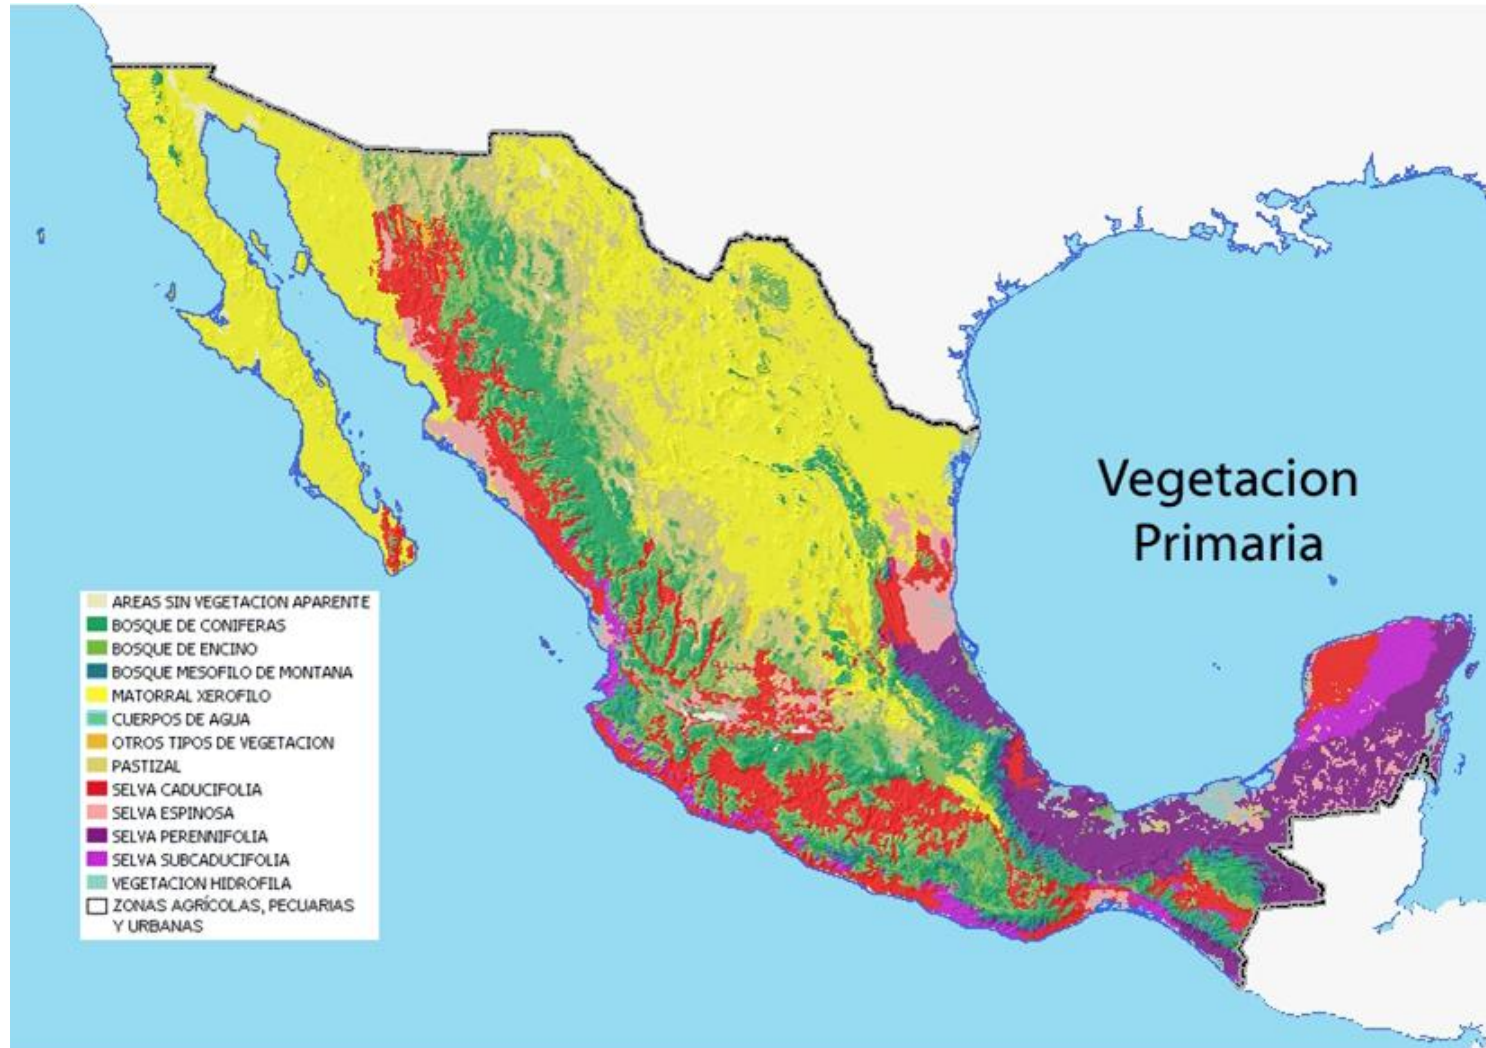 Vegetacion
Primaria
AREAS SIN VEGETACION APARENTE
BOSQUE DE CONIFERAS
BOSQUE DE ENCINO
BOSQUE MESOFILO DE MONTANA
MATORRAL XEROFILO
CUERPOS DE AGUA
OTROS TIPOS DE VEGETACION
PASTIZAL
SELVA CADUCIFOLIA
SELVA ESPINOSA
SELVA PERENNIFOLIA
SELVA SUBCADUCIFOLIA
VEGETACION HIDROFILA
ZONAS AGRÍCOLAS, PECUARIAS
Y URBANAS